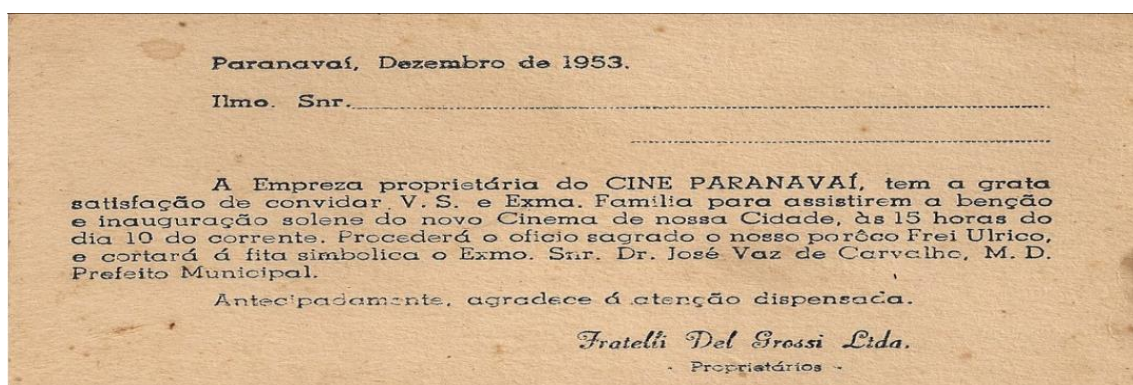 Paranavaí, Dezembro de 1953.
Ilmo. Snr.
A Empreza proprietária do CINE PARANAVAÍ, tem a grata
satisfação de convidar V. S. e Exma. Familia para assistirem a benção
e inauguração solene do novo Cinema de nossa Cidade, às 15 horas do
dia 10 do corrente. Procederá o oficio sagrado o nosso porôco Frei Ulrico,
e cortará á fita simbolica o Exmo. Snr. Dr. José Vaz de Carvalho, M. D.
Prefeito Municipal.
Antecipadamente, agradece á atenção dispensada.
Fratelli Del Grossi Ltda.
- Proprietários -